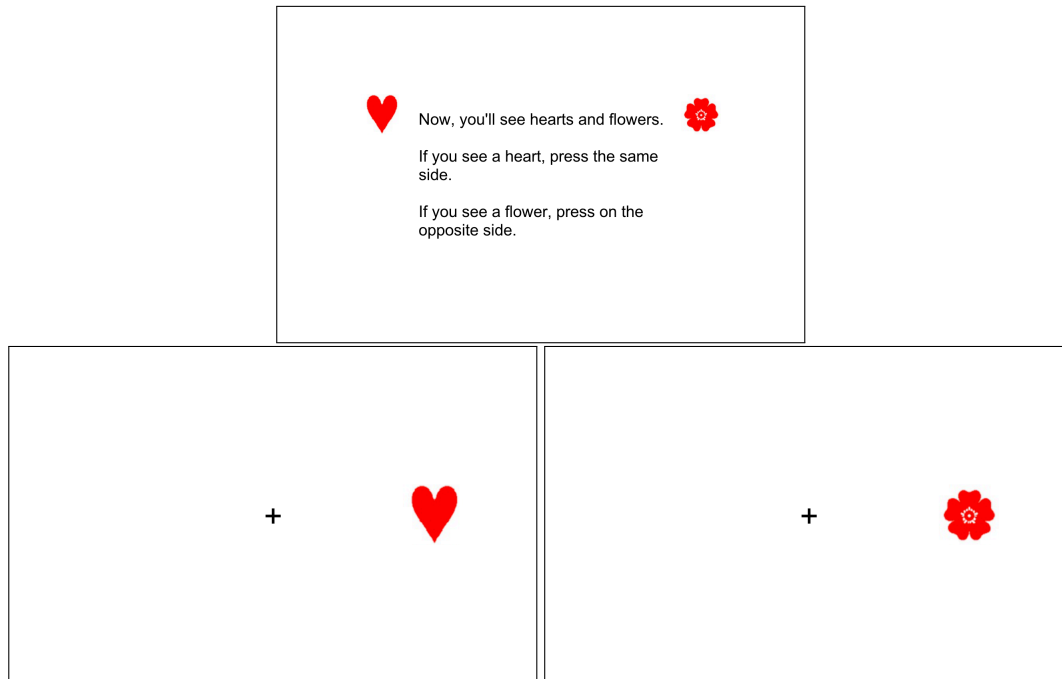 Now, you'll see hearts and flowers.
If you see a heart, press the same
side.
If you see a flower, press on the
opposite side.
+
+